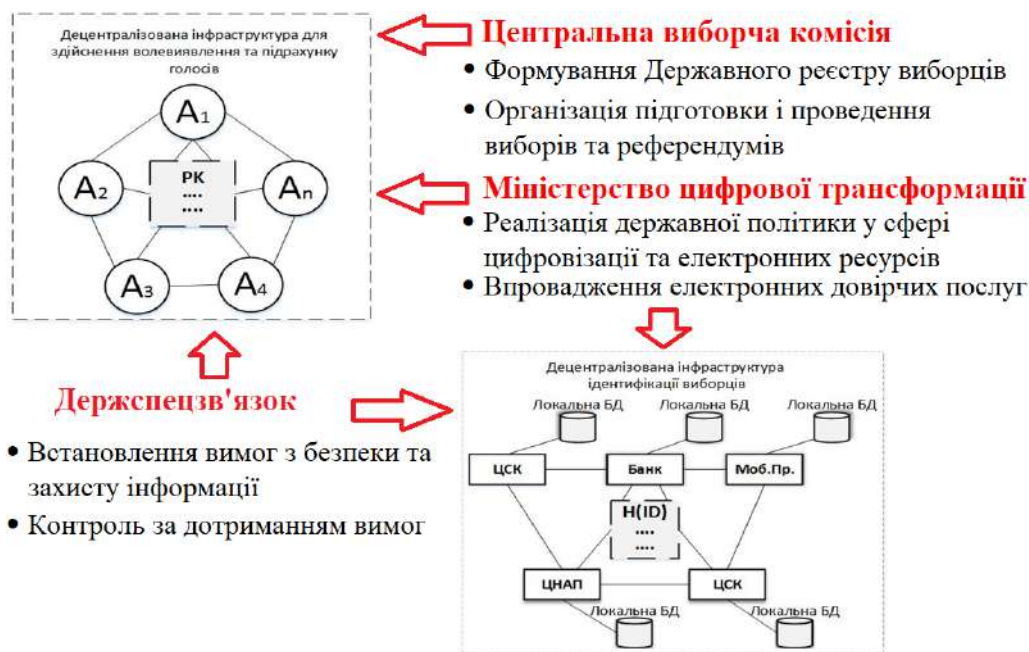 Децентралізована інфраструктура для
здійснення волевиявлення та підрахунку
голосів
A1
A2
PK
....
....
An
A3
A4
Центральна виборча комісія
• Формування Державного реєстру виборців
• Організація підготовки і проведення
виборів та референдумів
Міністерство цифрової трансформації
• Реалізація державної політики у сфері
цифровізації та електронних ресурсів
• Впровадження електронних довірчих послуг
Держспецзв'язок
• Встановлення вимог з безпеки та
захисту інформації
• Контроль за дотриманням вимог
Децентралізована інфраструктура
ідентифікації виборців
Локальна БД Локальна БД Локальна БД
ЦСК Банк Моб.Пр.
H(ID)
....
....
ЦНАП ЦСК
Локальна БД Локальна БД